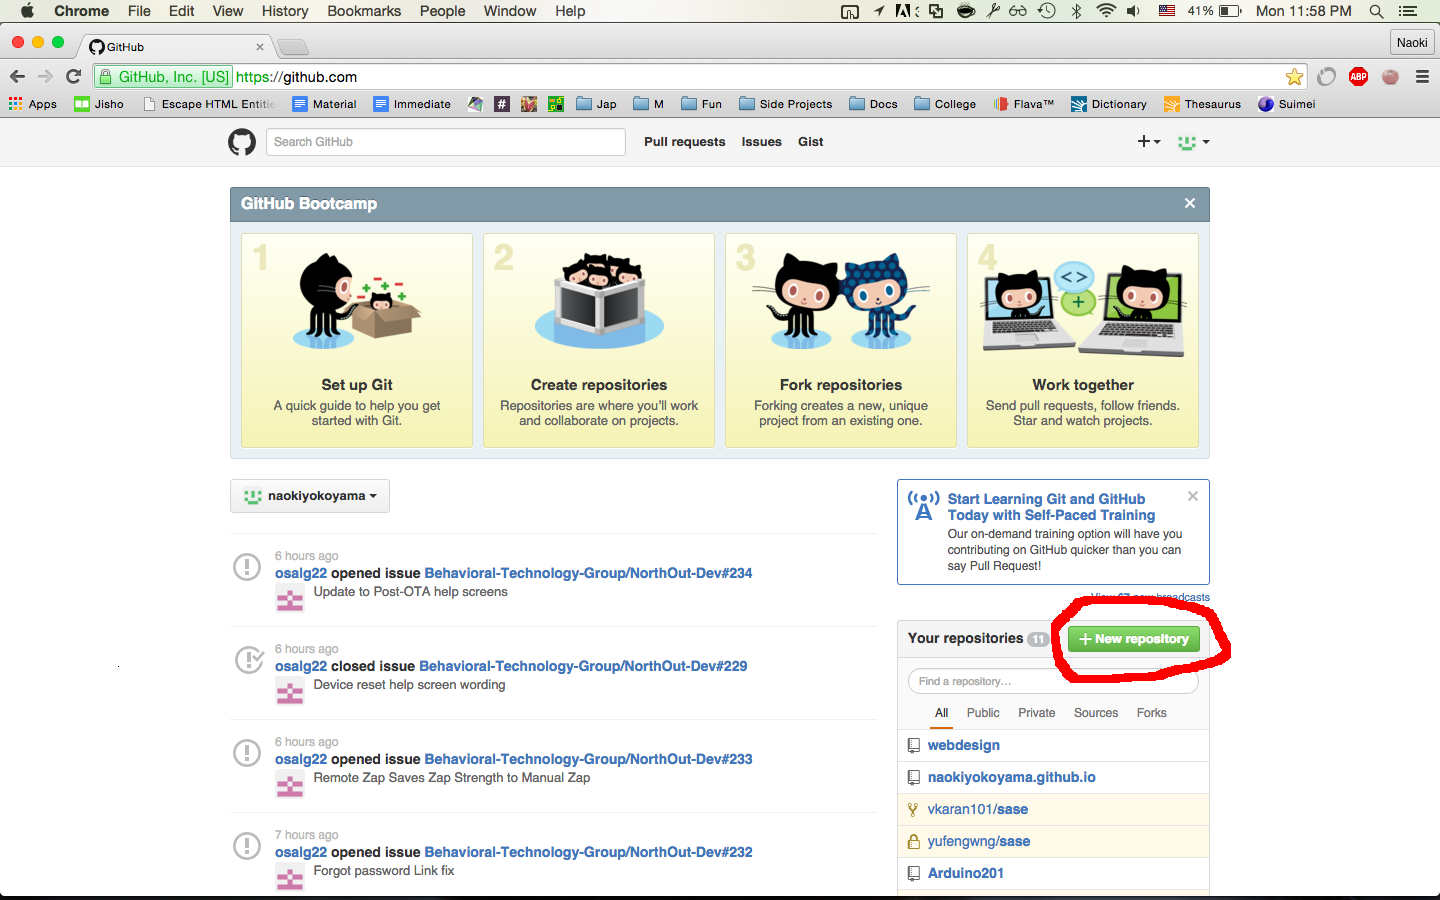 Chrome File Edit View History Bookmarks People Window Help 41% Mon 11:58 PM
GitHub Naoki
GitHub, Inc. [US] https://github.com ABP
Apps Jisho Escape HTML Entitie Material Immediate # Jap M Fun Side Projects Docs College Flava™ Dictionary Thesaurus Suimei
Search GitHub Pull requests Issues Gist
GitHub Bootcamp
1 2 3 4
Set up Git
A quick guide to help you get
started with Git.
Create repositories
Repositories are where you'll work
and collaborate on projects.
Fork repositories
Forking creates a new, unique
project from an existing one.
Work together
Send pull requests, follow friends.
Star and watch projects.
naokiyokoyama
6 hours ago
osalg22 opened issue Behavioral-Technology-Group/NorthOut-Dev#234
Update to Post-OTA help screens
6 hours ago
osalg22 closed issue Behavioral-Technology-Group/NorthOut-Dev#229
Device reset help screen wording
6 hours ago
osalg22 opened issue Behavioral-Technology-Group/NorthOut-Dev#233
Remote Zap Saves Zap Strength to Manual Zap
7 hours ago
osalg22 opened issue Behavioral-Technology-Group/NorthOut-Dev#232
Forgot password Link fix
Start Learning Git and GitHub
Today with Self-Paced Training
Our on-demand training option will have you
contributing on GitHub quicker than you can
say Pull Request!
View 67 new broadcasts
Your repositories 11 + New repository
Find a repository...
All Public Private Sources Forks
webdesign
naokiyokoyama.github.io
vkaran101/sase
yufengwng/sase
Arduino201